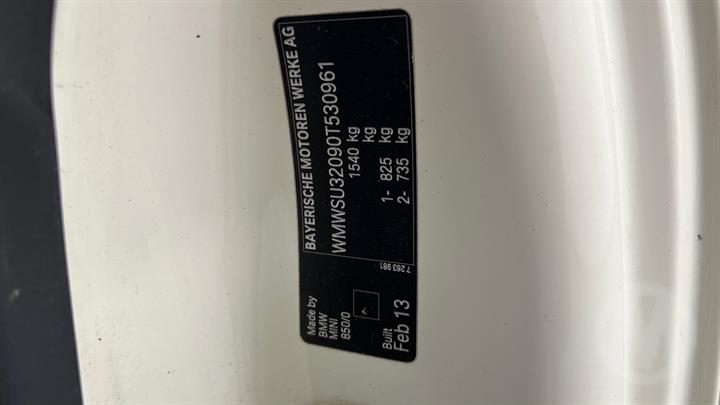 BAYERISCHE MOTOREN WERKE AG
WMWSU32090T530961
1540 kg
kg
1- 825 kg
2- 735 kg
7 263 981
Made by
BMW
MINI
850/0
Built
Feb 13